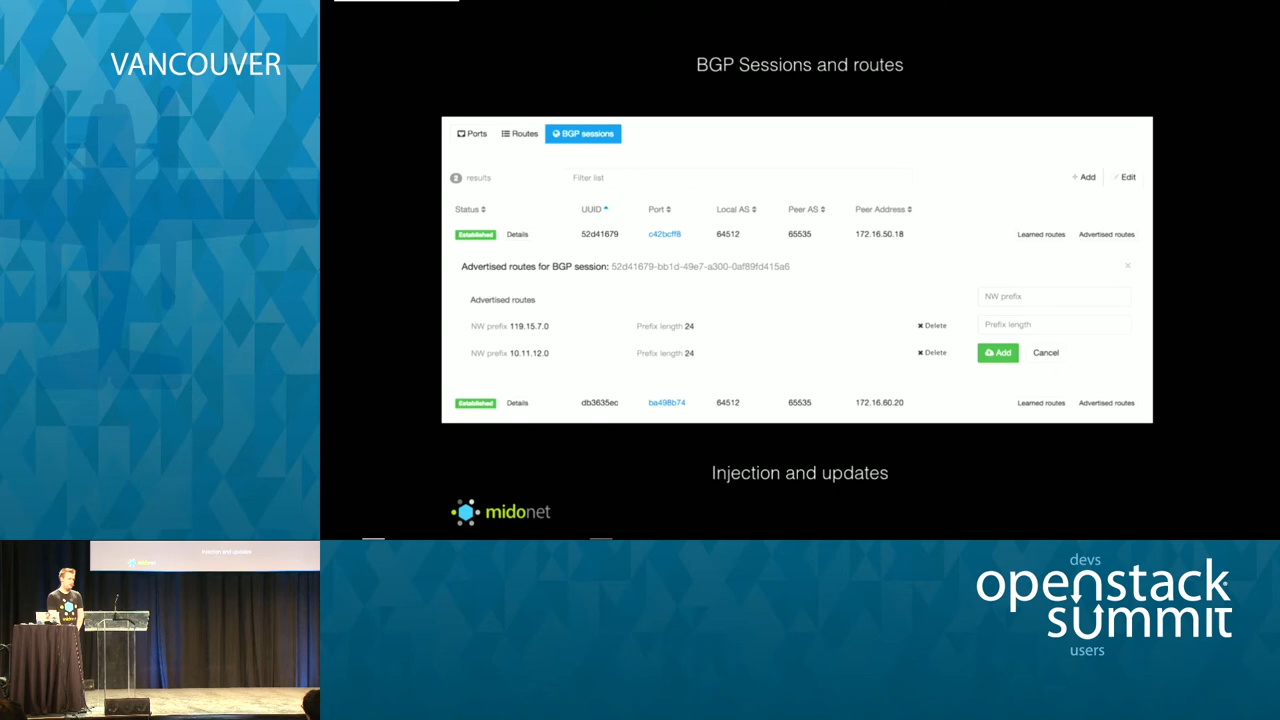 VANCOUVER
BGP Sessions and routes
Ports Routes BGP sessions
2 results Filter list Add Edit
Status UUID Port Local AS Peer AS Peer Address
Established Details 52d41679 c42bcff8 64512 65535 172.16.50.18 Learned routes Advertised routes
Advertised routes for BGP session: 52d41679-bb1d-49e7-a300-0af89fd415a6
Advertised routes NW prefix
NW prefix 119.15.7.0 Prefix length 24 Delete Prefix length
NW prefix 10.11.12.0 Prefix length 24 Delete Add Cancel
Established Details db3635ec ba498b74 64512 65535 172.16.60.20 Learned routes Advertised routes
Injection and updates
midonet
Injection and updates
midonet
devs
openstack
summit
users